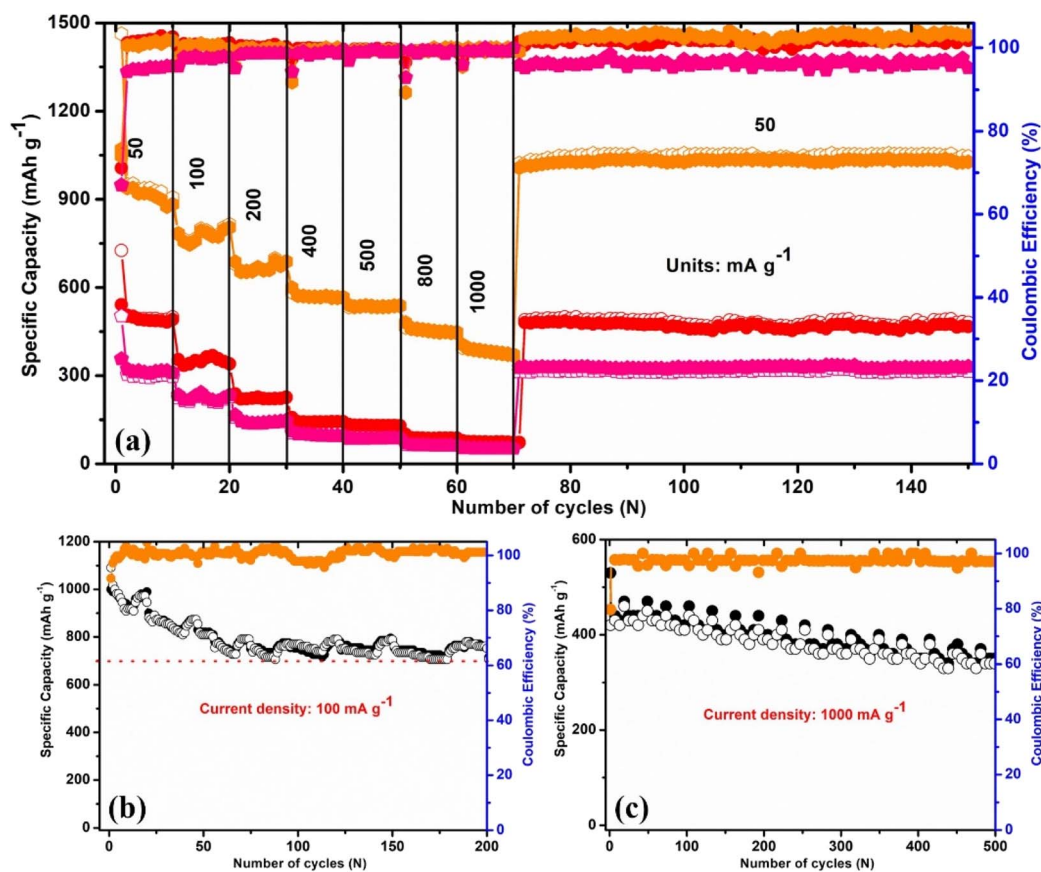 1500
1200
900
600
300
0
Specific Capacity (mAh g-1)
50
100
200
400
500
800
1000
50
Units: mA g-1
100
80
60
40
20
0
Coulombic Efficiency (%)
(a)
0 20 40 60 80 100 120 140
Number of cycles (N)
1200
1000
800
600
400
200
0
Specific Capacity (mAh g-1)
Current density: 100 mA g-1
100
80
60
40
20
0
Coulombic Efficiency (%)
(b)
0 50 100 150 200
Number of cycles (N)
600
400
200
0
Specific Capacity (mAh g-1)
Current density: 1000 mA g-1
100
80
60
40
20
0
Coulombic Efficiency (%)
(c)
0 100 200 300 400 500
Number of cycles (N)